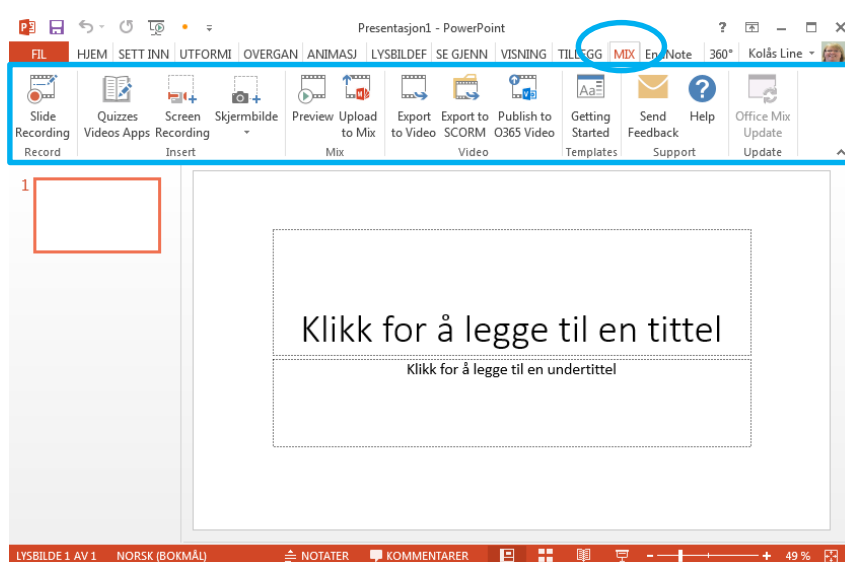 Presentasjon1 - PowerPoint ?
FIL HJEM SETT INN UTFORMI OVERGAN ANIMASJ LYSBILDEF SE GJENN VISNING TILLEGG MIX EndNote 360° Kolås Line
Slide Quizzes Screen Skjermbilde Preview Upload Export Export to Publish to Getting Send Help Office Mix
Recording Videos Apps Recording to Mix to Video SCORM O365 Video Started Feedback Update
Record Insert Mix Video Templates Support Update
1
Klikk for å legge til en tittel
Klikk for å legge til en undertittel
LYSBILDE 1 AV 1 NORSK (BOKMÅL) NOTATER KOMMENTARER 49 %